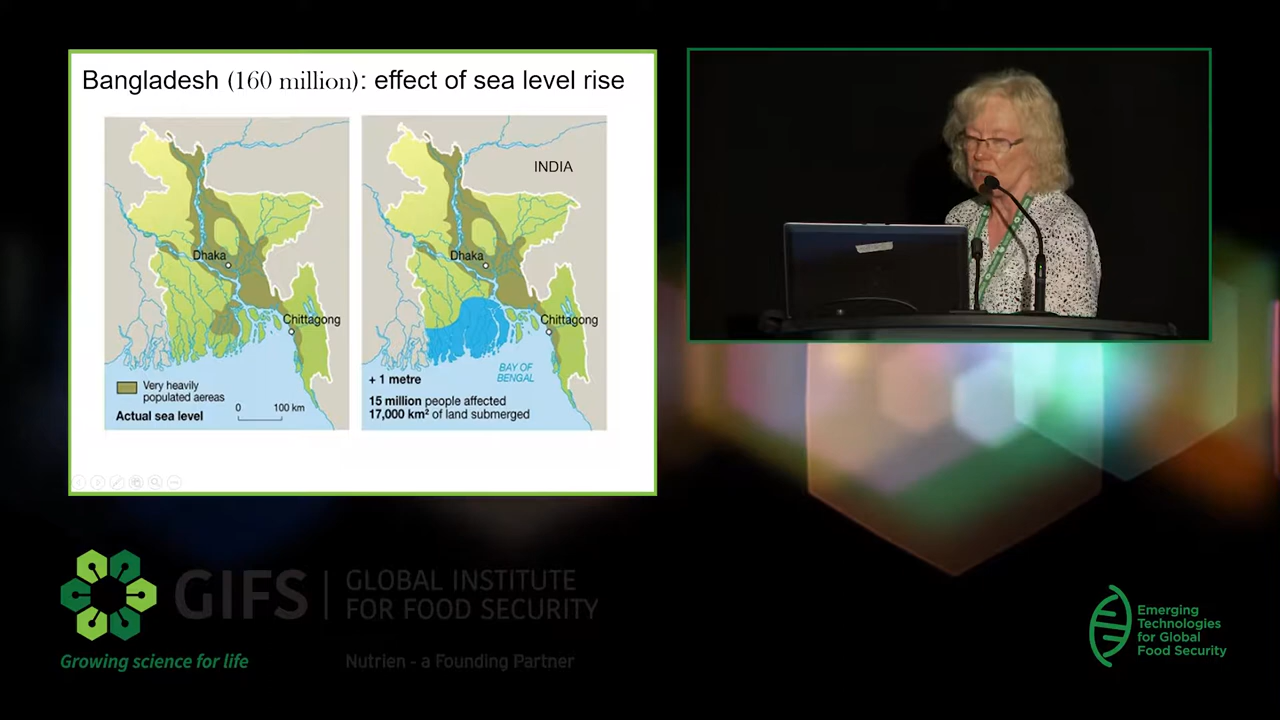 Bangladesh (160 million): effect of sea level rise
Dhaka
Chittagong
Very heavily
populated aereas
Actual sea level
0 100 km
INDIA
Dhaka
Chittagong
BAY OF
BENGAL
+ 1 metre
15 million people affected
17,000 km² of land submerged
GIFS
GLOBAL INSTITUTE
FOR FOOD SECURITY
Growing science for life
Nutrien - a Founding Partner
Emerging
Technologies
for Global
Food Security